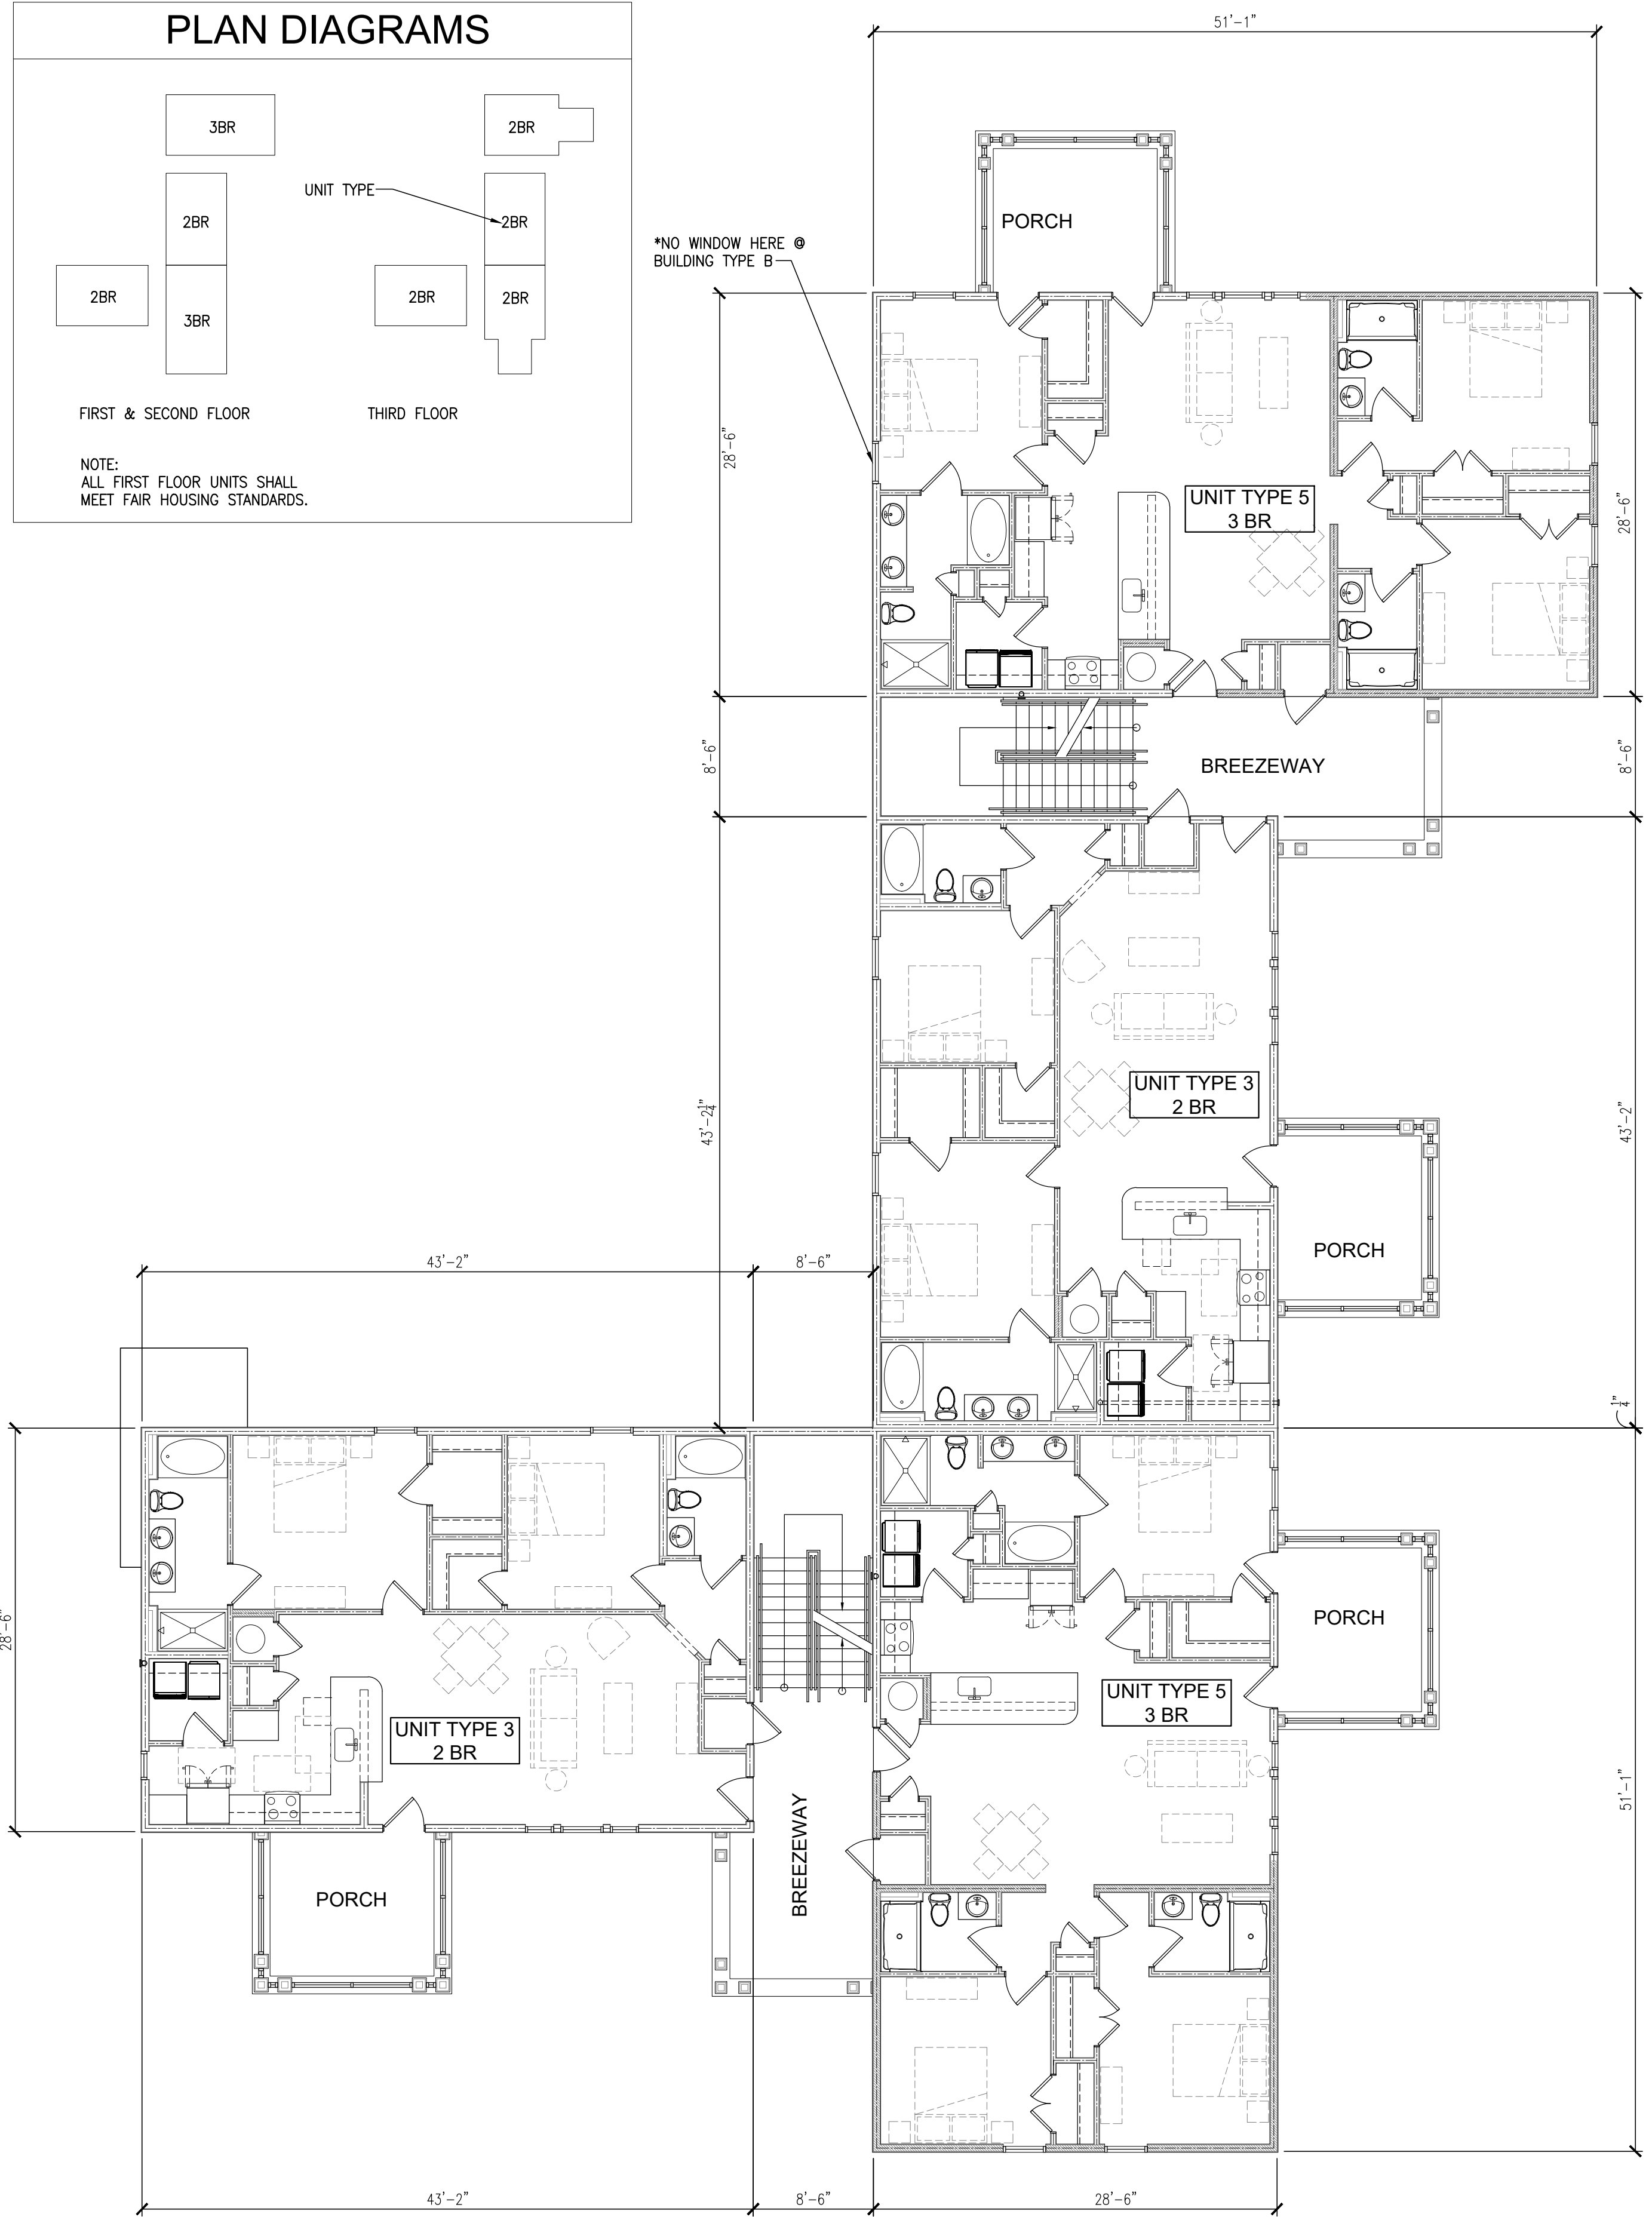 PLAN DIAGRAMS
3BR
2BR
UNIT TYPE
2BR
2BR
2BR
3BR
2BR
2BR
FIRST & SECOND FLOOR
THIRD FLOOR
NOTE:
ALL FIRST FLOOR UNITS SHALL
MEET FAIR HOUSING STANDARDS.
51'-1"
PORCH
*NO WINDOW HERE @
BUILDING TYPE B
28'-6"
UNIT TYPE 5
3 BR
28'-6"
8'-6"
BREEZEWAY
8'-6"
43'-2 1/4"
UNIT TYPE 3
2 BR
43'-2"
PORCH
43'-2"
8'-6"
1/4"
28'-6"
UNIT TYPE 3
2 BR
PORCH
BREEZEWAY
UNIT TYPE 5
3 BR
PORCH
51'-1"
43'-2"
8'-6"
28'-6"